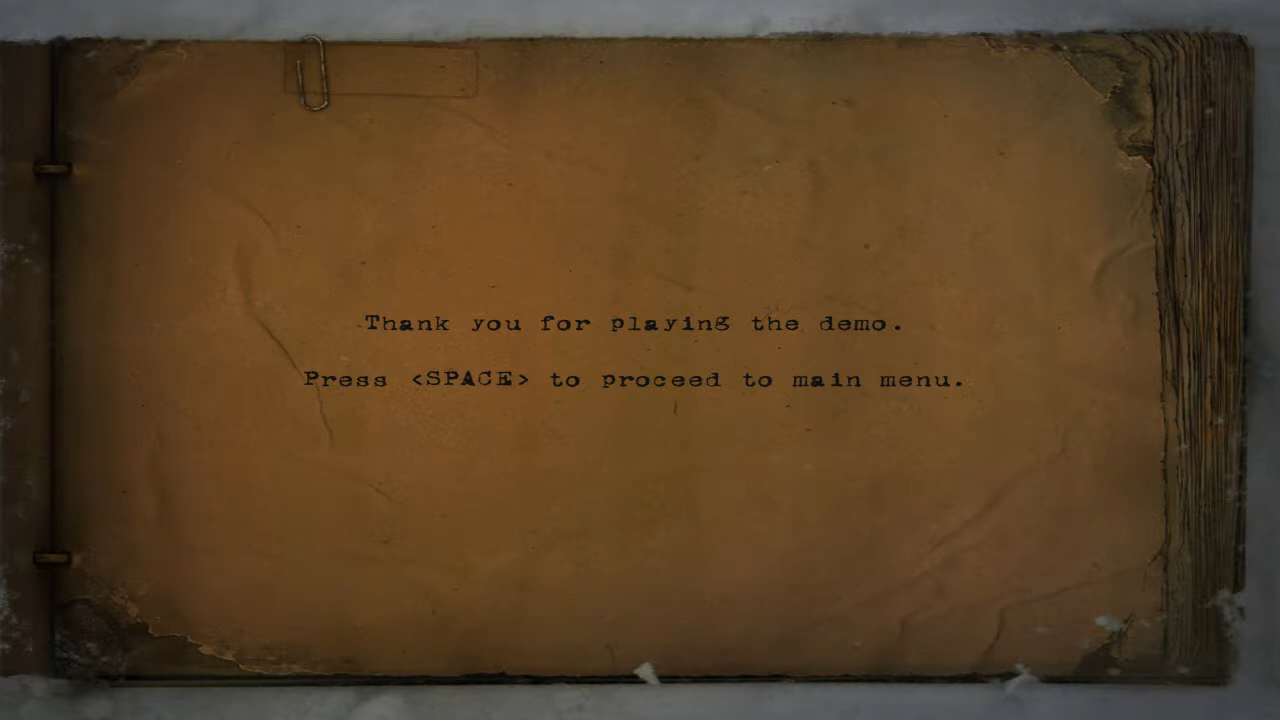 Thank you for playing the demo.
Press <SPACE> to proceed to main menu.